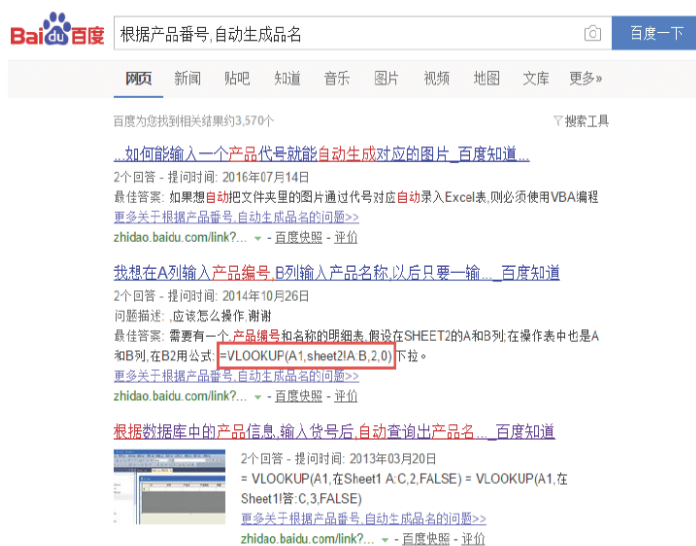 Bai du 百度
根据产品番号,自动生成品名
百度一下
网页 新闻 贴吧 知道 音乐 图片 视频 地图 文库 更多»
百度为您找到相关结果约3,570个
搜索工具
...如何能输入一个产品代号就能自动生成对应的图片_百度知道...
2个回答 - 提问时间: 2016年07月14日
最佳答案: 如果想自动把文件夹里的图片通过代号对应自动录入Excel表,则必须使用VBA编程
更多关于根据产品番号,自动生成品名的问题>>
zhidao.baidu.com/link?... - 百度快照 - 评价
我想在A列输入产品编号,B列输入产品名称,以后只要一输..._百度知道
2个回答 - 提问时间: 2014年10月26日
问题描述: ,应该怎么操作.谢谢
最佳答案: 需要有一个,产品编号和名称的明细表,假设在SHEET2的A和B列;在操作表中也是A
和B列,在B2用公式: =VLOOKUP(A1,sheet2!A:B,2,0) 下拉。
更多关于根据产品番号,自动生成品名的问题>>
zhidao.baidu.com/link?... - 百度快照 - 评价
根据数据库中的产品信息,输入货号后,自动查询出产品名..._百度知道
2个回答 - 提问时间: 2013年03月20日
= VLOOKUP(A1,在Sheet1 A:C,2,FALSE) = VLOOKUP(A1,在
Sheet1!答:C,3,FALSE)
更多关于根据产品番号,自动生成品名的问题>>
zhidao.baidu.com/link?... - 百度快照 - 评价